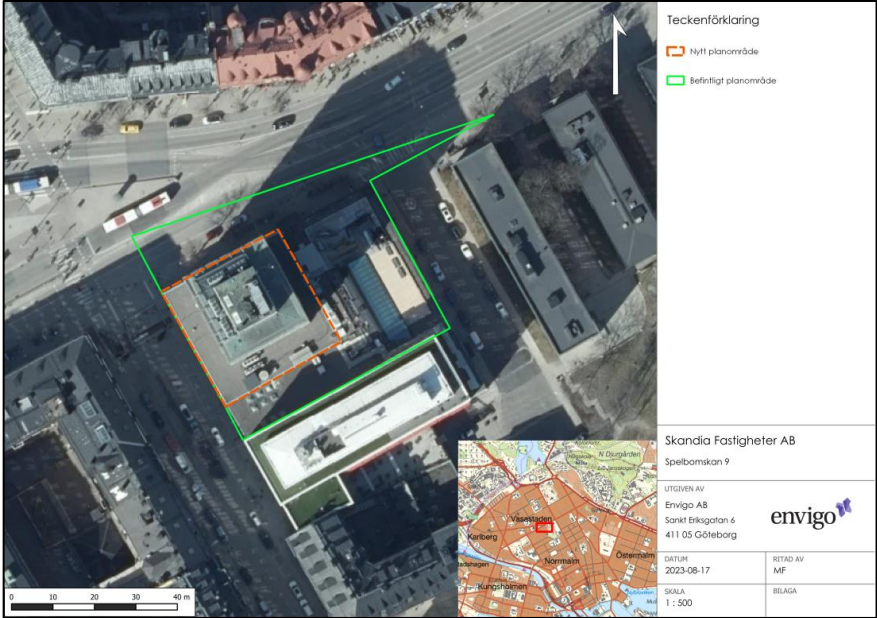 Teckenförklaring
Nytt planområde
Befintligt planområde
Skandia Fastigheter AB
Spelbomskan 9
UTGIVEN AV
Envigo AB
Sankt Eriksgatan 6
411 05 Göteborg
envigo
DATUM
2023-08-17
RITAD AV
MF
SKALA
1 : 500
BILAGA
N Djurgården
Vasastaden
Karlberg
Norrmalm
Östermalm
Kungsholmen
0 10 20 30 40 m